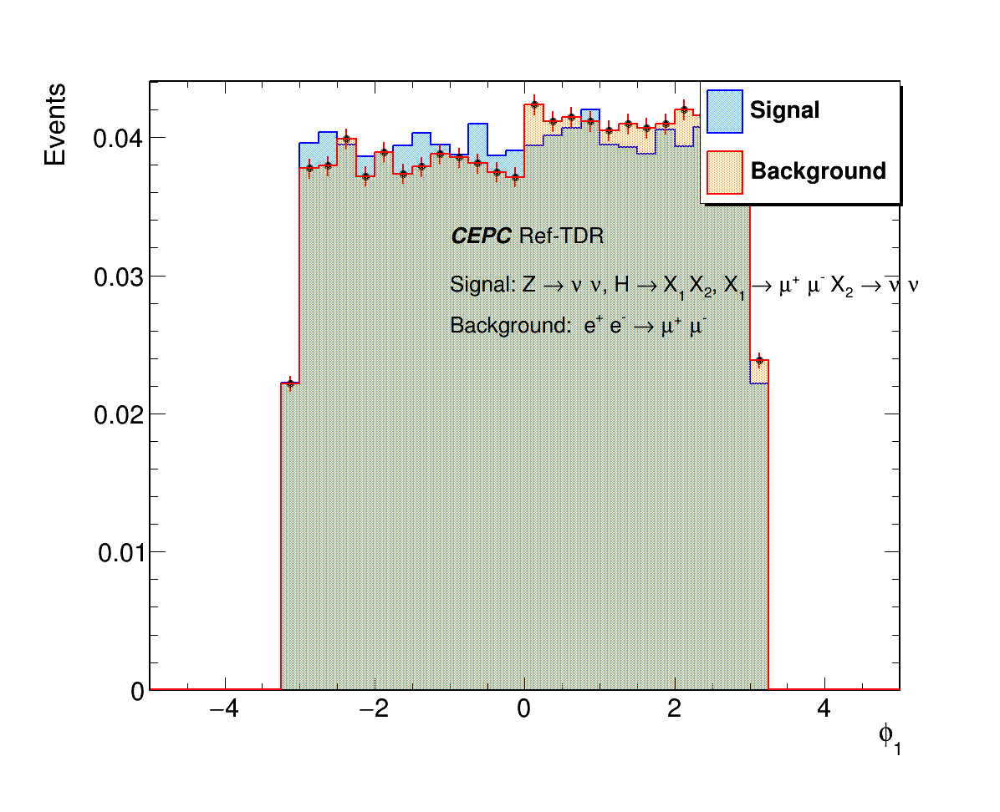 Events
0.04
0.03
0.02
0.01
0
Signal
Background
CEPC Ref-TDR
Signal: Z → ν ν, H → X₁ X₂, X₁ → μ⁺ μ⁻ X₂ → ν ν
Background: e⁺ e⁻ → μ⁺ μ⁻
−4 −2 0 2 4
ϕ₁